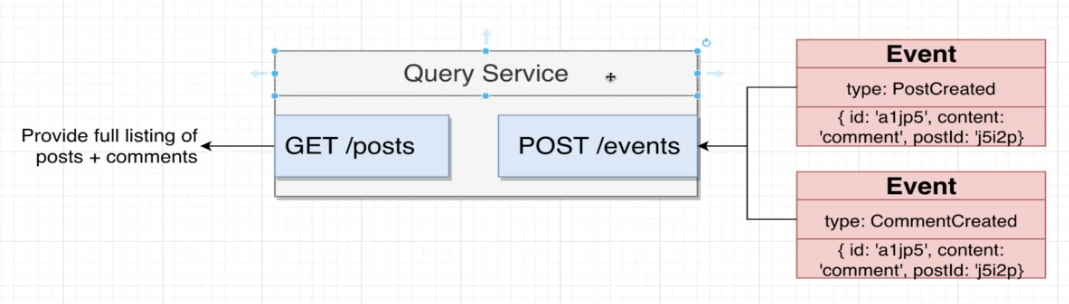 Query Service
Provide full listing of
posts + comments
GET /posts
POST /events
Event
type: PostCreated
{ id: 'a1jp5', content:
'comment', postId: 'j5i2p}
Event
type: CommentCreated
{ id: 'a1jp5', content:
'comment', postId: 'j5i2p}